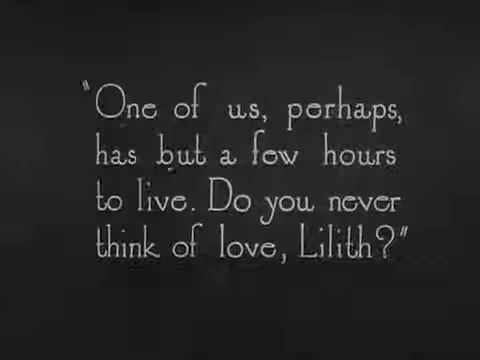 "One of us, perhaps,
has but a few hours
to live. Do you never
think of love, Lilith?"